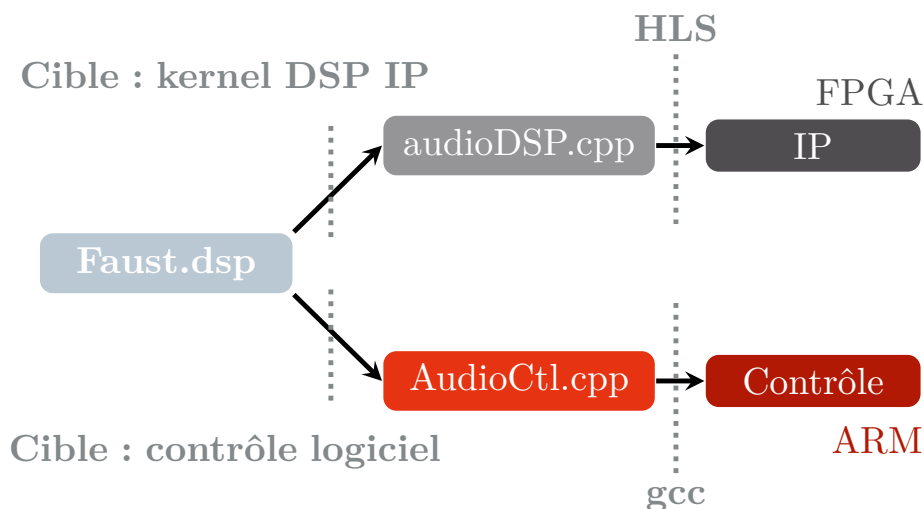 HLS
Cible : kernel DSP IP
FPGA
audioDSP.cpp
IP
Faust.dsp
AudioCtl.cpp
Contrôle
Cible : contrôle logiciel
ARM
gcc